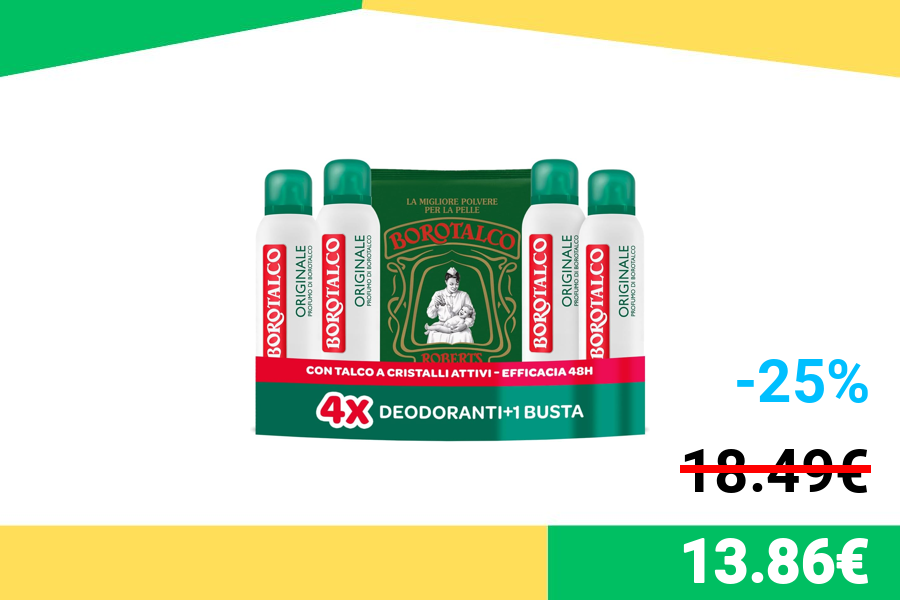 LA MIGLIORE POLVERE
PER LA PELLE
BOROTALCO
ROBERTS
BOROTALCO
ORIGINALE
PROFUMO DI BOROTALCO
BOROTALCO
ORIGINALE
PROFUMO DI BOROTALCO
BOROTALCO
ORIGINALE
PROFUMO DI BOROTALCO
BOROTALCO
ORIGINALE
PROFUMO DI BOROTALCO
CON TALCO A CRISTALLI ATTIVI - EFFICACIA 48H
4X DEODORANTI+1 BUSTA
-25%
18.49€
13.86€